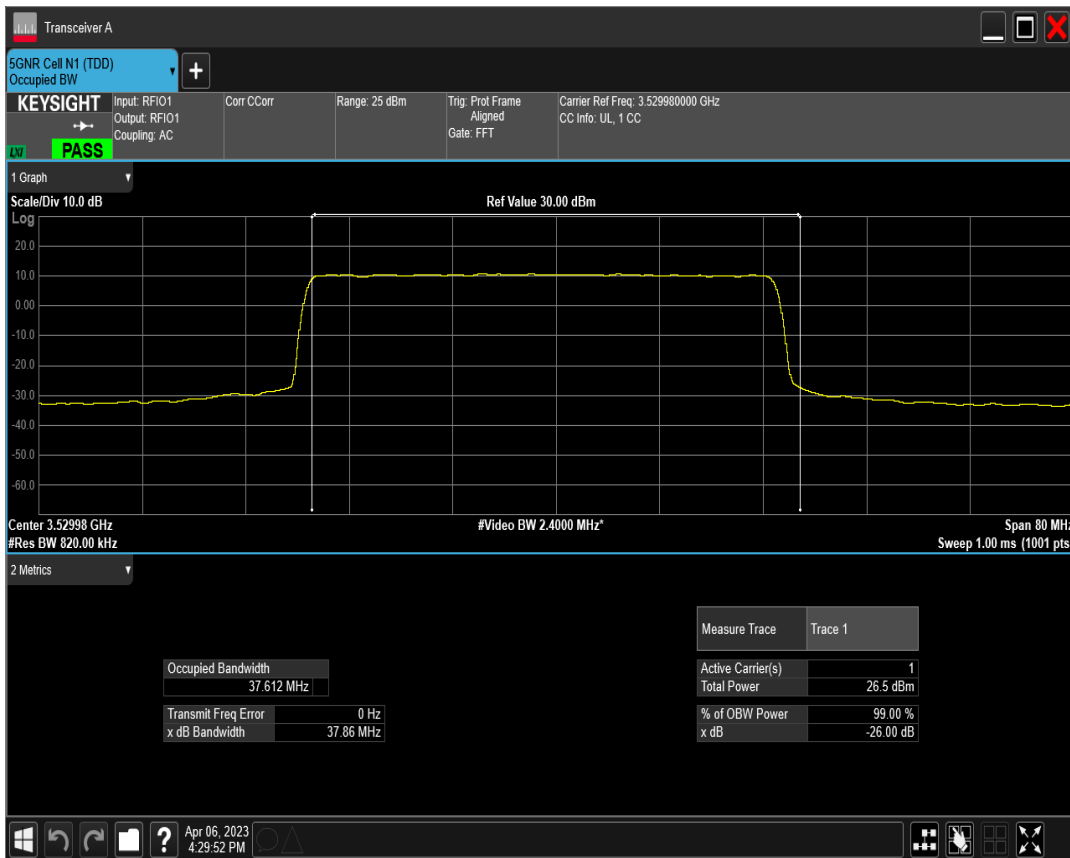 Transceiver A
5GNR Cell N1 (TDD)
Occupied BW
+
KEYSIGHT
LXI
PASS
Input: RFIO1
Output: RFIO1
Coupling: AC
Corr CCorr
Range: 25 dBm
Trig: Prot Frame
Aligned
Gate: FFT
Carrier Ref Freq: 3.529980000 GHz
CC Info: UL, 1 CC
1 Graph
Scale/Div 10.0 dB
Ref Value 30.00 dBm
Log
20.0
10.0
0.00
-10.0
-20.0
-30.0
-40.0
-50.0
-60.0
Center 3.52998 GHz
#Video BW 2.4000 MHz*
Span 80 MHz
#Res BW 820.00 kHz
Sweep 1.00 ms (1001 pts
2 Metrics
Measure Trace Trace 1
Occupied Bandwidth
37.612 MHz
Active Carrier(s) 1
Total Power 26.5 dBm
Transmit Freq Error 0 Hz
x dB Bandwidth 37.86 MHz
% of OBW Power 99.00 %
x dB -26.00 dB
?
Apr 06, 2023
4:29:52 PM